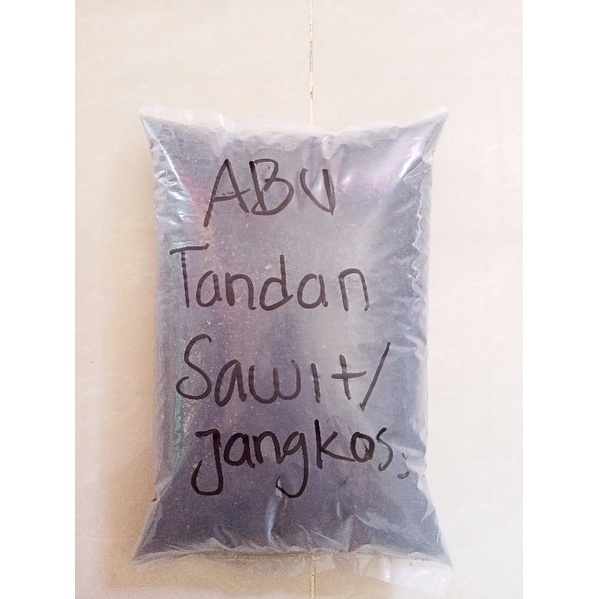 ABU
Tandan
Sawit/
jangkos,